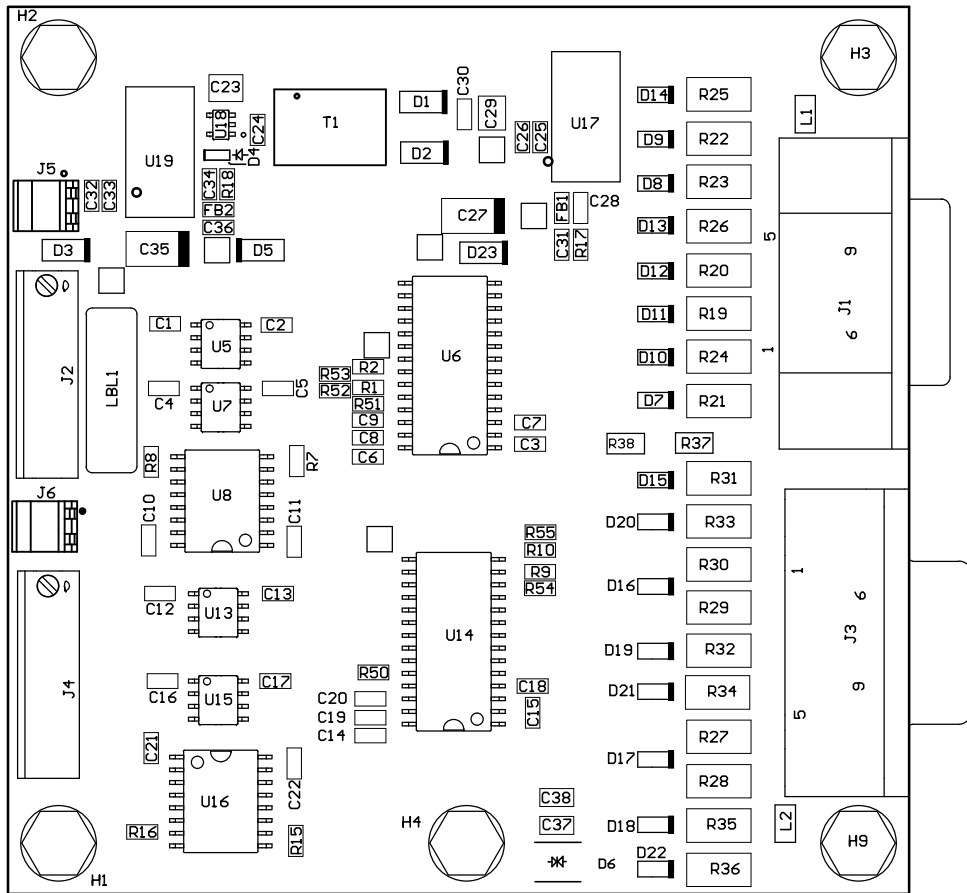 H2
H3
C23
C30
D1
C29
D14
R25
L1
U18
C24
T1
U17
D9
R22
C26
C25
D2
D4
U19
J5
C32
C33
C34
R18
D8
R23
FB2
C36
C27
FB1
C28
D13
R26
5
9
D3
C35
D5
D23
C31
R17
D12
R20
J1
D11
R19
6
1
C1
C2
U5
U6
D10
R24
J2
LBL1
R2
R53
R1
R52
R51
C4
U7
C5
D7
R21
C9
C7
C8
C3
R38
R37
C6
R8
R7
U8
D15
R31
J6
C10
C11
D20
R33
R55
R10
R30
R9
D16
R54
1
6
C12
C13
R29
U13
U14
D19
R32
J3
J4
R50
C16
C17
U15
C18
D21
R34
9
C20
C19
C15
5
C14
R27
C21
D17
R28
C22
U16
C38
C37
L2
R16
R15
H4
D18
R35
H9
D6
D22
R36
H1